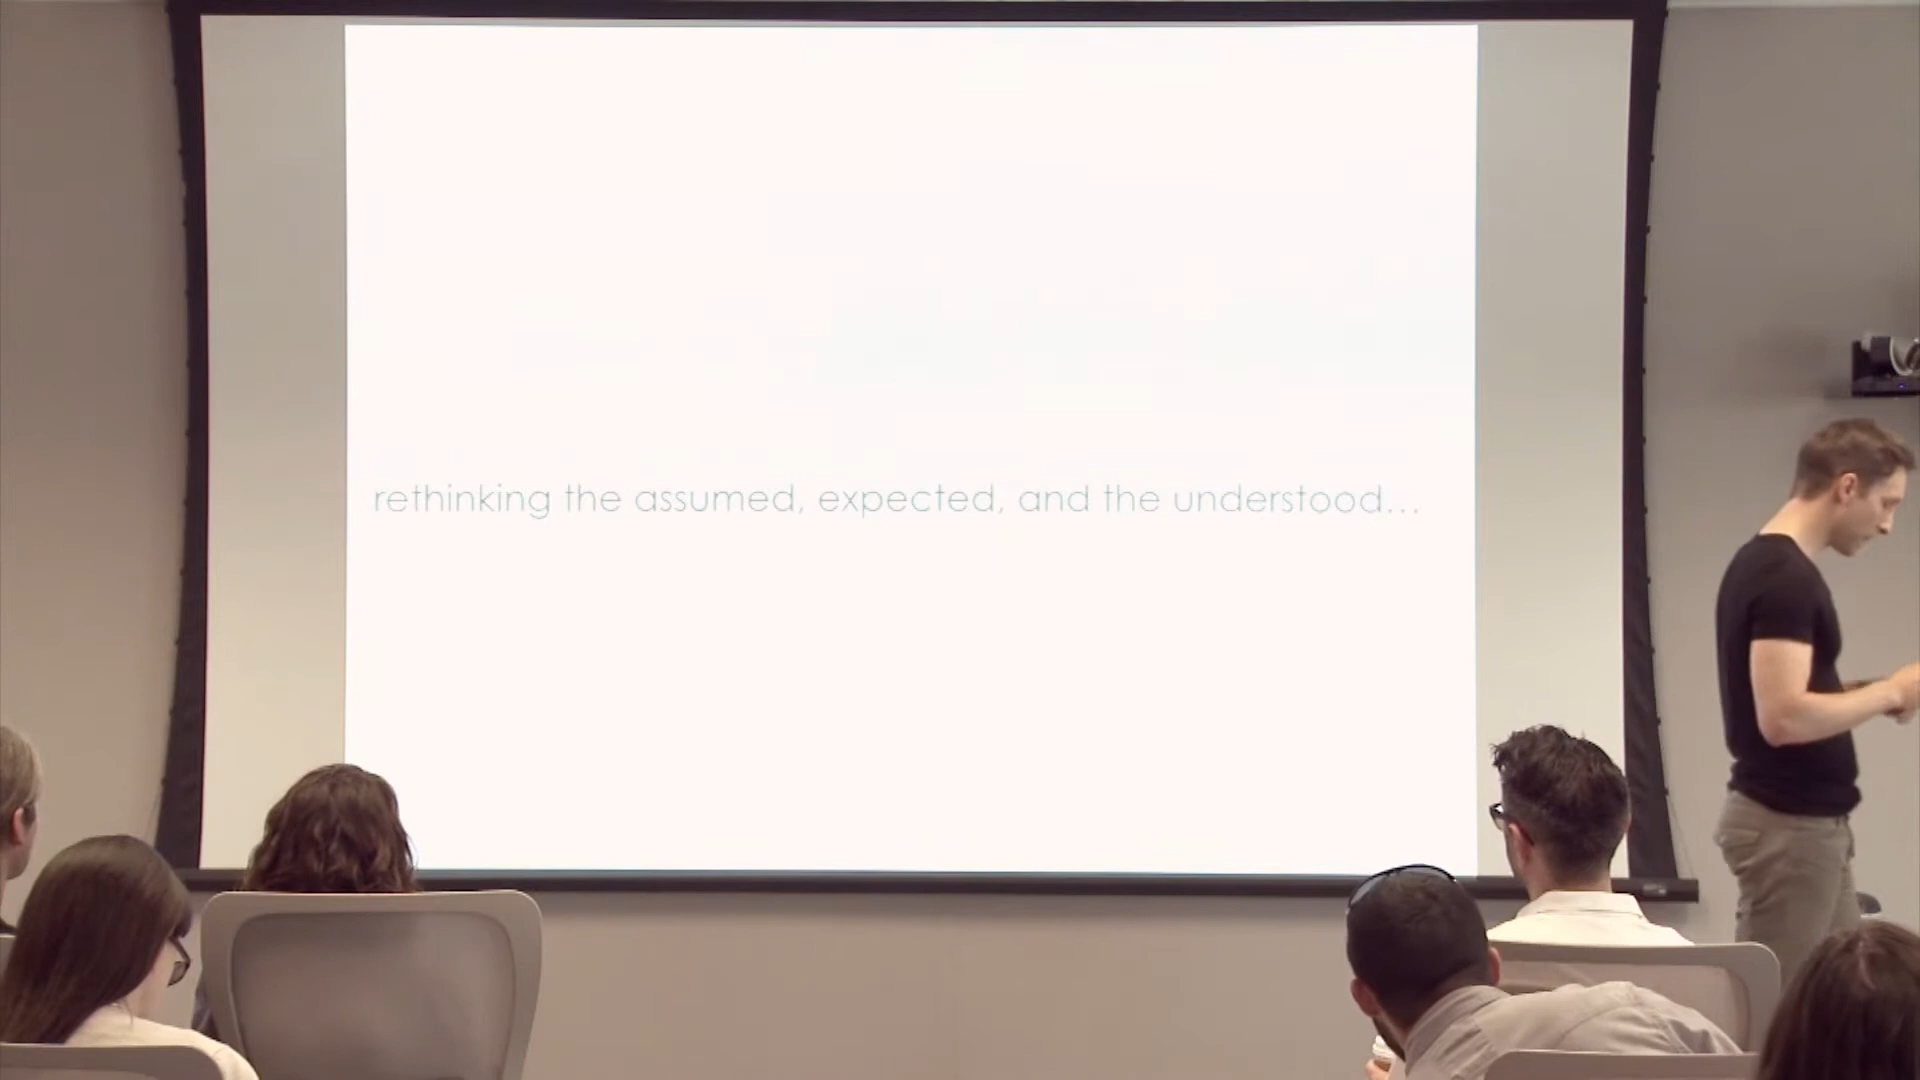 rethinking the assumed, expected, and the understood...